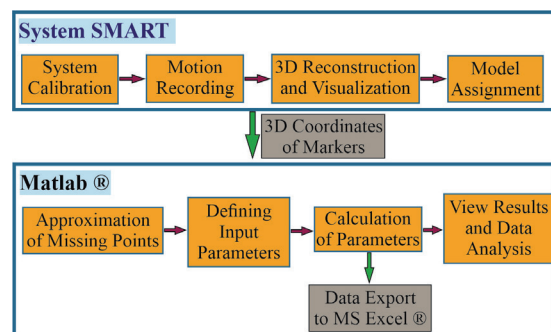 System SMART
System
Calibration
Motion
Recording
3D Reconstruction
and Visualization
Model
Assignment
3D Coordinates
of Markers
Matlab ®
Approximation
of Missing Points
Defining
Input
Parameters
Calculation
of Parameters
View Results
and Data
Analysis
Data Export
to MS Excel ®